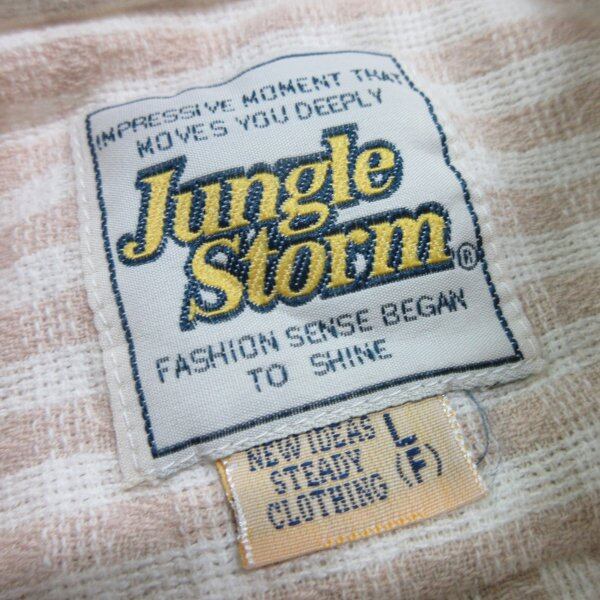 IMPRESSIVE MOMENT THAT
MOVES YOU DEEPLY
Jungle
Storm®
FASHION SENSE BEGAN
TO SHINE
NEW IDEAS L
STEADY (F)
CLOTHING